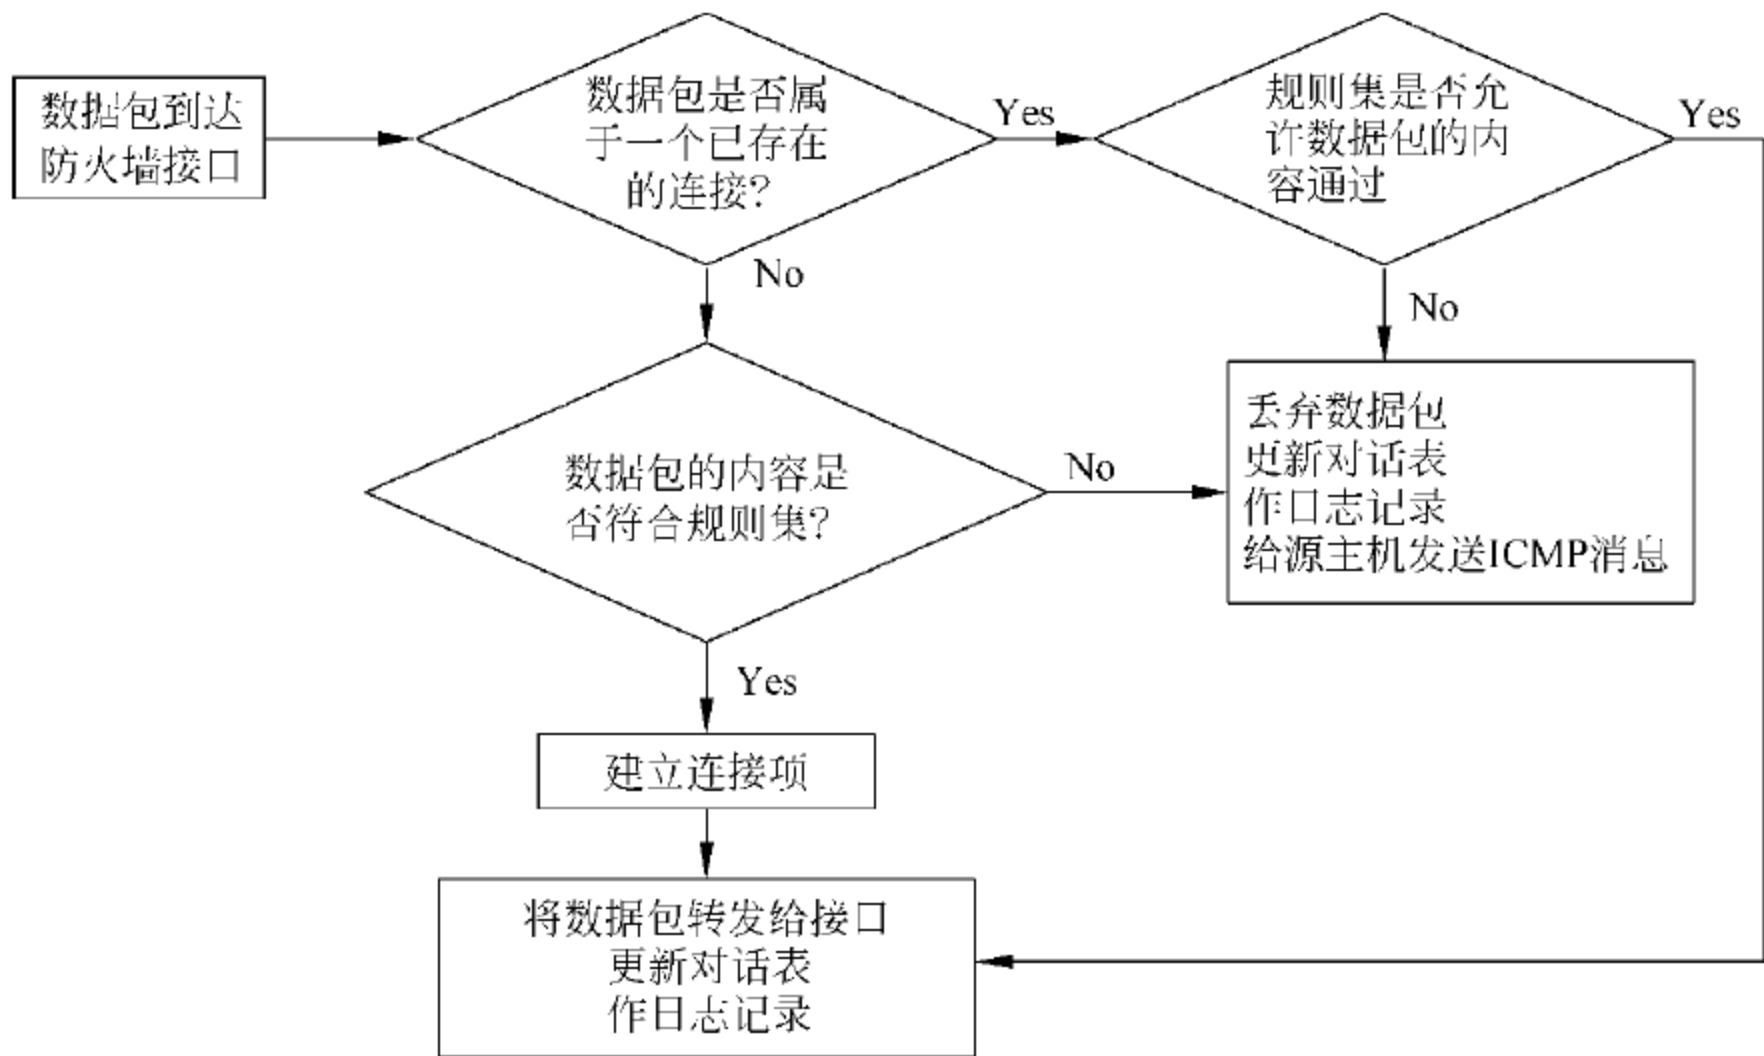 数据包到达
防火墙接口
数据包是否属
于一个已存在
的连接?
Yes
规则集是否允
许数据包的内
容通过
Yes
No
No
数据包的内容是
否符合规则集?
No
丢弃数据包
更新对话表
作日志记录
给源主机发送ICMP消息
Yes
建立连接项
将数据包转发给接口
更新对话表
作日志记录